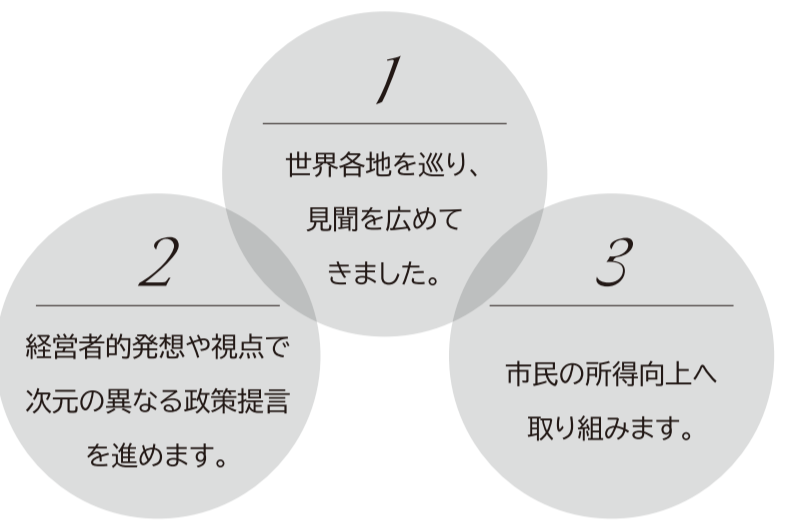 1
世界各地を巡り、
見聞を広めて
きました。
2
経営者的発想や視点で
次元の異なる政策提言
を進めます。
3
市民の所得向上へ
取り組みます。